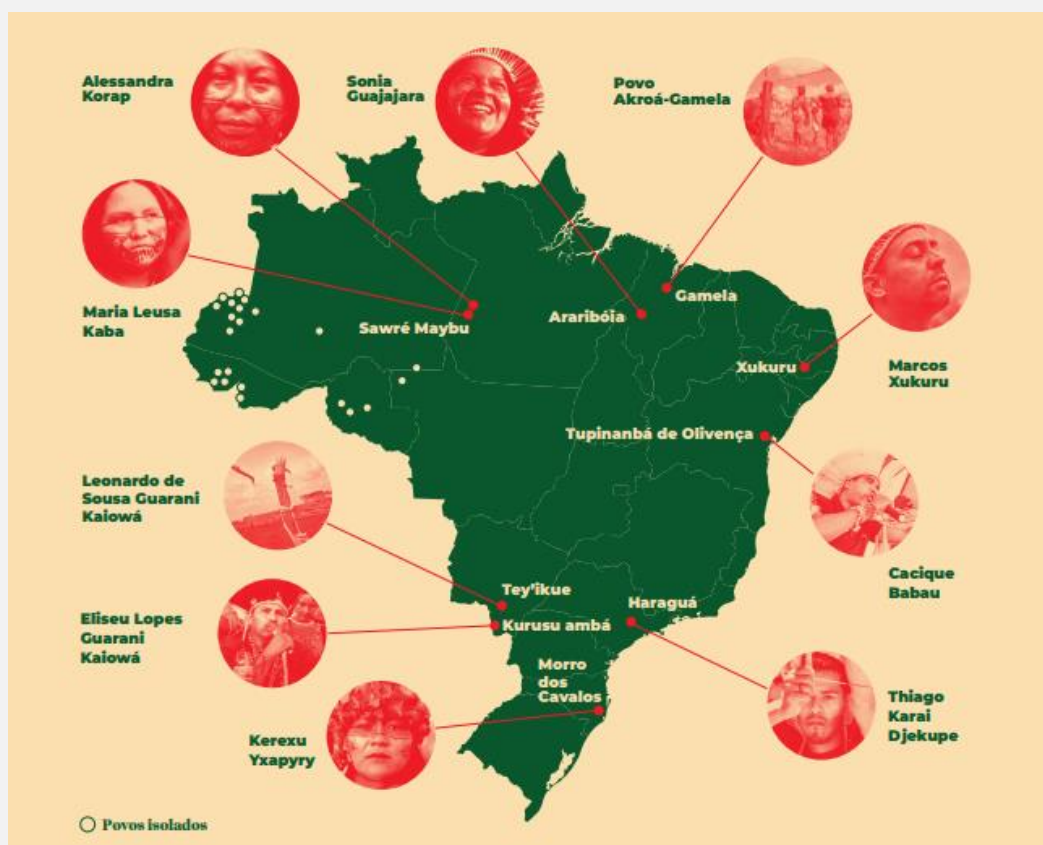 Alessandra
Korap
Sonia
Guajajara
Povo
Akroá-Gamela
Maria Leusa
Kaba
Sawré Maybu
Araribóia
Gamela
Xukuru
Marcos
Xukuru
Tupinanbá de Olivença
Leonardo de
Sousa Guarani
Kaiowá
Cacique
Babau
Tey'ikue
Haraguá
Eliseu Lopes
Guarani
Kaiowá
Kurusu ambá
Morro
dos
Cavalos
Thiago
Karai
Djekupe
Kerexu
Yxapyry
Povos isolados